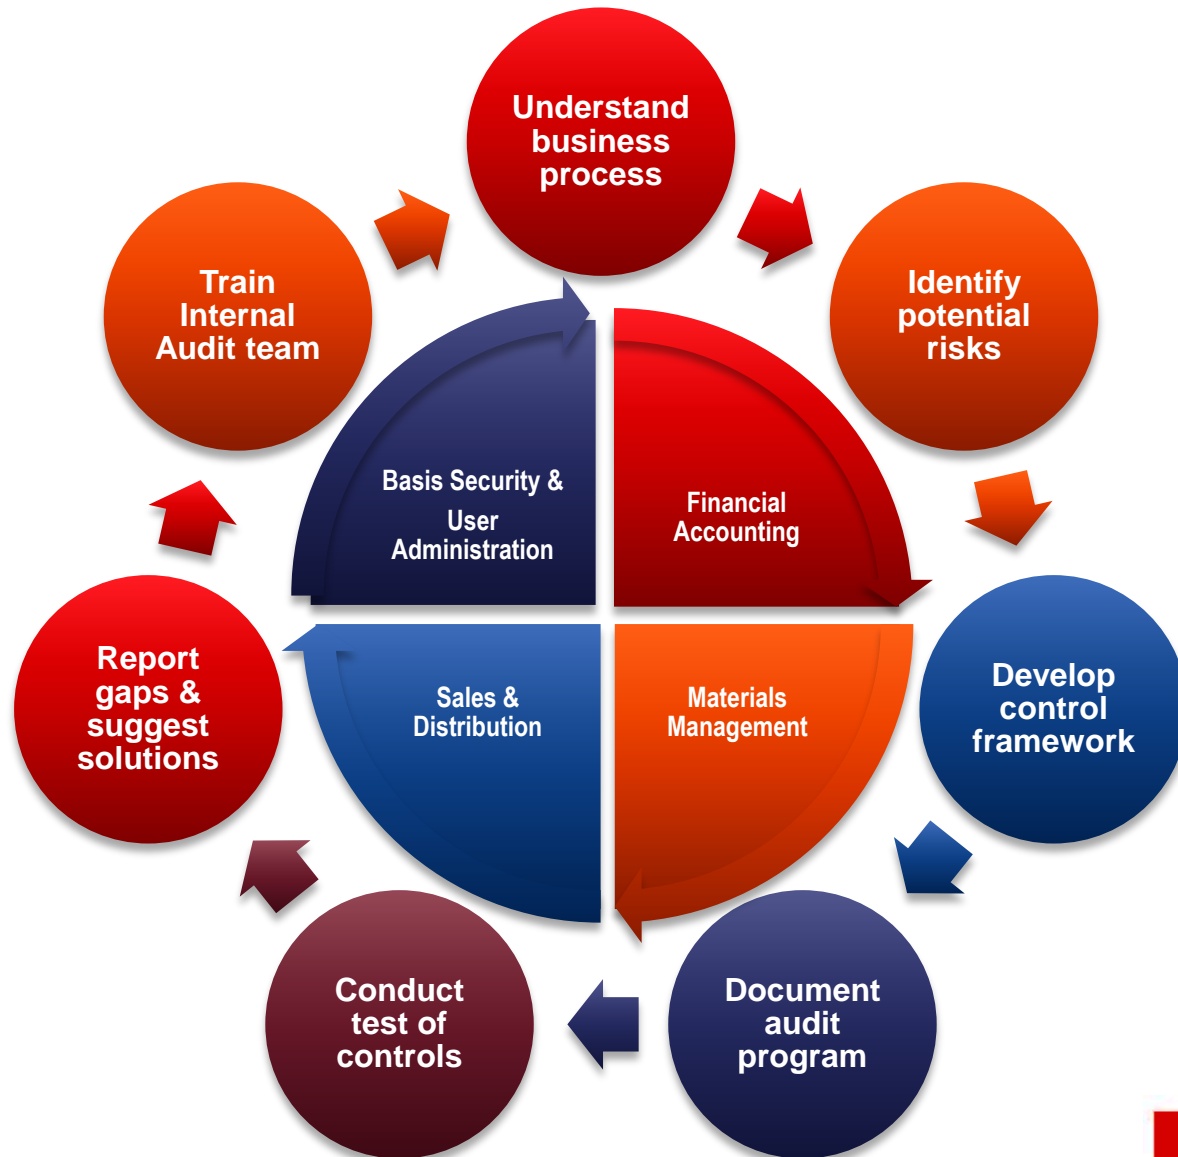 Understand
business
process
Identify
potential
risks
Develop
control
framework
Document
audit
program
Conduct
test of
controls
Report
gaps &
suggest
solutions
Train
Internal
Audit team
Basis Security &
User
Administration
Financial
Accounting
Materials
Management
Sales &
Distribution